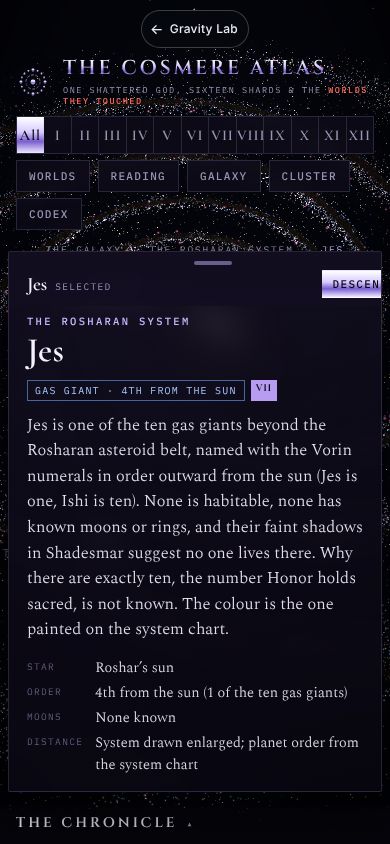 ← Gravity Lab
THE COSMERE ATLAS
ONE SHATTERED GOD, SIXTEEN SHARDS & THE WORLDS
THEY TOUCHED
All I II III IV V VI VII VIII IX X XI XII
WORLDS READING GALAXY CLUSTER
CODEX
THE GALAXY THE ROSHARAN SYSTEM JES
Jes SELECTED DESCEN
THE ROSHARAN SYSTEM
Jes
GAS GIANT · 4TH FROM THE SUN VII
Jes is one of the ten gas giants beyond the
Rosharan asteroid belt, named with the Vorin
numerals in order outward from the sun (Jes is
one, Ishi is ten). None is habitable, none has
known moons or rings, and their faint shadows
in Shadesmar suggest no one lives there. Why
there are exactly ten, the number Honor holds
sacred, is not known. The colour is the one
painted on the system chart.
STAR Roshar’s sun
ORDER 4th from the sun (1 of the ten gas giants)
MOONS None known
DISTANCE System drawn enlarged; planet order from
the system chart
THE CHRONICLE ▴